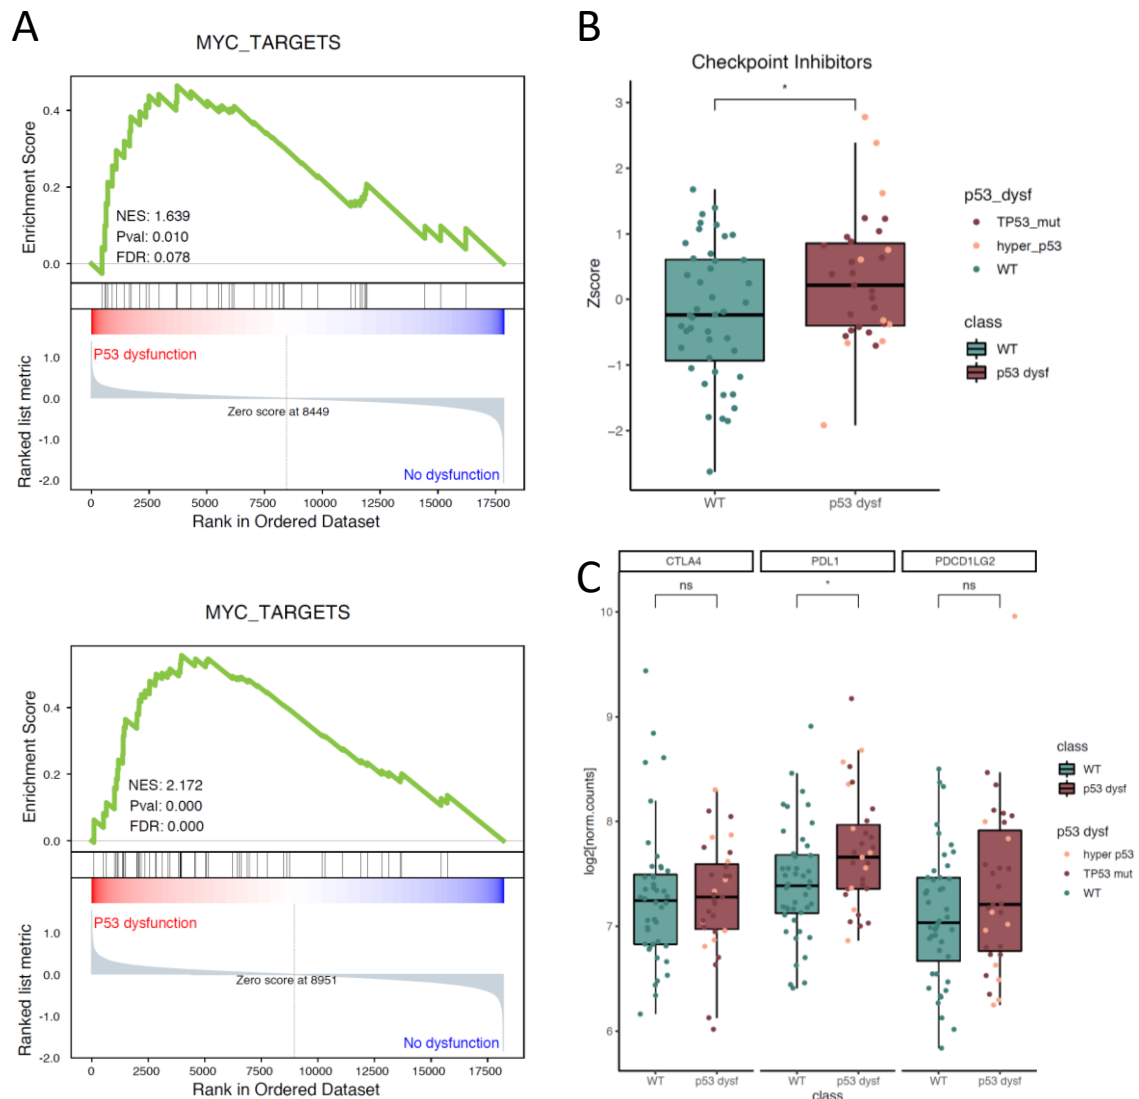 A
MYC_TARGETS
Enrichment Score
0.4
0.2
0.0
NES: 1.639
Pval: 0.010
FDR: 0.078
Ranked list metric
1.0
0.0
-1.0
-2.0
P53 dysfunction
Zero score at 8449
No dysfunction
0 2500 5000 7500 10000 12500 15000 17500
Rank in Ordered Dataset
MYC_TARGETS
Enrichment Score
0.4
0.2
0.0
NES: 2.172
Pval: 0.000
FDR: 0.000
Ranked list metric
1.0
0.0
-1.0
-2.0
P53 dysfunction
Zero score at 8951
No dysfunction
0 2500 5000 7500 10000 12500 15000 17500
Rank in Ordered Dataset
B
Checkpoint Inhibitors
*
Zscore
3
2
1
0
−1
−2
WT p53 dysf
p53_dysf
TP53_mut
hyper_p53
WT
class
WT
p53 dysf
C
CTLA4 PDL1 PDCD1LG2
ns * ns
log2[norm.counts]
10
9
8
7
6
WT p53 dysf WT p53 dysf WT p53 dysf
class
class
WT
p53 dysf
p53 dysf
hyper p53
TP53 mut
WT